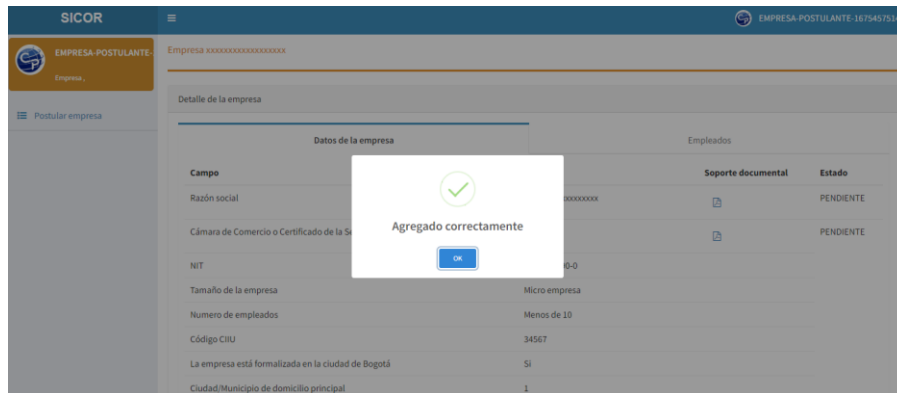 SICOR
EMPRESA-POSTULANTE-167545751
EMPRESA-POSTULANTE-
Empresa ,
Postular empresa
Empresa xxxxxxxxxxxxxxxxxx
Detalle de la empresa
Datos de la empresa Empleados
Campo Soporte documental Estado
Razón social PENDIENTE
Cámara de Comercio o Certificado de la PENDIENTE
Agregado correctamente
OK
NIT 0-0
Tamaño de la empresa Micro empresa
Numero de empleados Menos de 10
Código CIIU 34567
La empresa está formalizada en la ciudad de Bogotá Si
Ciudad/Municipio de domicilio principal 1